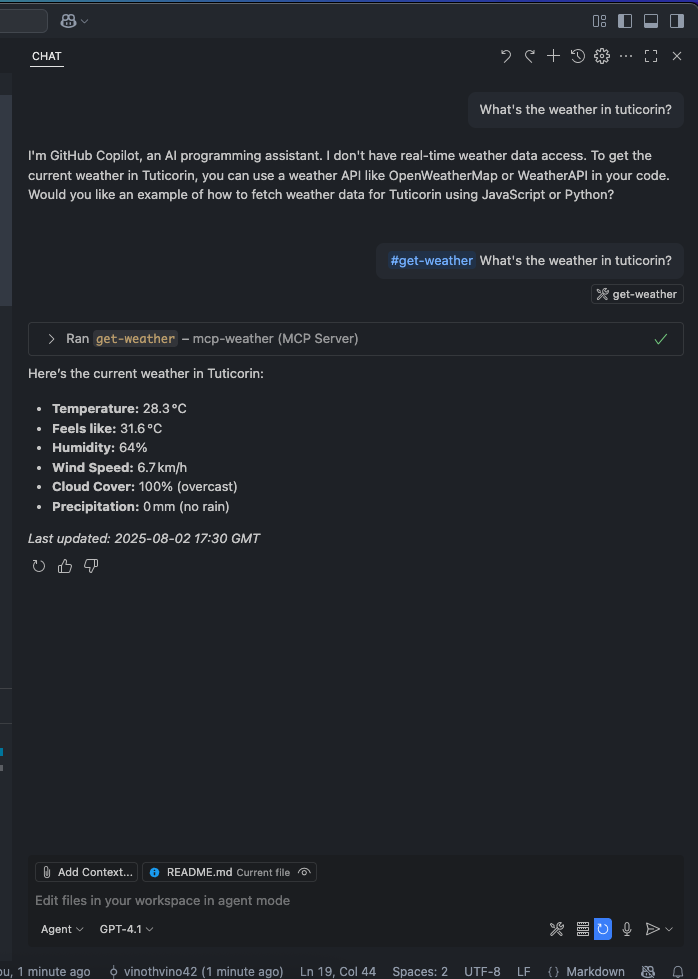 CHAT
What's the weather in tuticorin?
I'm GitHub Copilot, an AI programming assistant. I don't have real-time weather data access. To get the
current weather in Tuticorin, you can use a weather API like OpenWeatherMap or WeatherAPI in your code.
Would you like an example of how to fetch weather data for Tuticorin using JavaScript or Python?
#get-weather What's the weather in tuticorin?
get-weather
Ran get-weather – mcp-weather (MCP Server)
Here's the current weather in Tuticorin:
• Temperature: 28.3 °C
• Feels like: 31.6 °C
• Humidity: 64%
• Wind Speed: 6.7 km/h
• Cloud Cover: 100% (overcast)
• Precipitation: 0 mm (no rain)
Last updated: 2025-08-02 17:30 GMT
Add Context... README.md Current file
Edit files in your workspace in agent mode
Agent GPT-4.1
1 minute ago vinothvino42 (1 minute ago) Ln 19, Col 44 Spaces: 2 UTF-8 LF {} Markdown